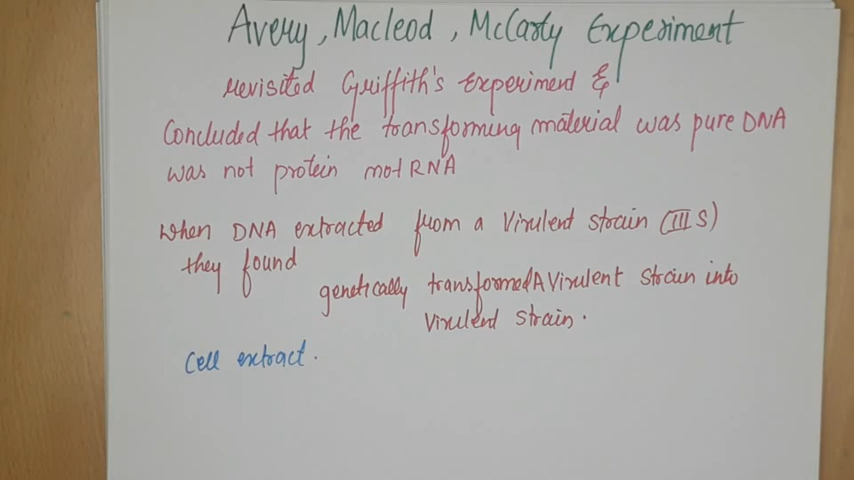 Avery, Macleod, McCarty Experiment
revisited Griffith's Experiment &
Concluded that the transforming material was pure DNA
was not protein not RNA
When DNA extracted from a Virulent strain (III S)
they found
genetically transformed A Virulent Strain into
Virulent Strain.
Cell extract.